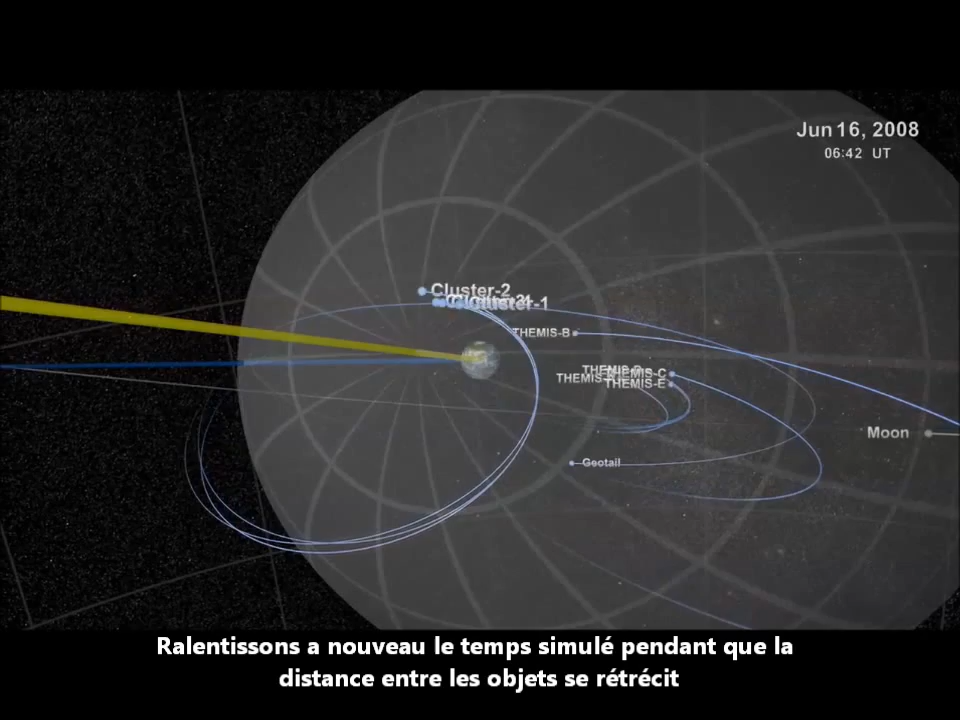 Jun 16, 2008
06:42 UT
Cluster-2
Cluster-1
THEMIS-B
THEMIS-C
THEMIS-E
Moon
Geotail
Ralentissons a nouveau le temps simulé pendant que la
distance entre les objets se rétrécit